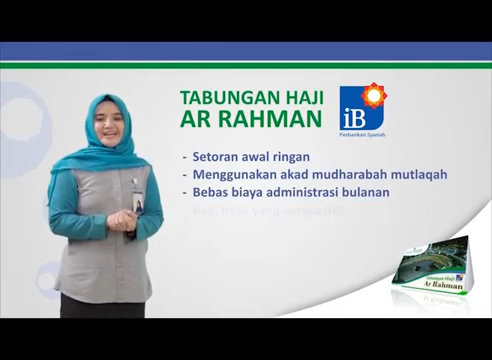 TABUNGAN HAJI
AR RAHMAN
iB
Perbankan Syariah
- Setoran awal ringan
- Menggunakan akad mudharabah mutlaqah
- Bebas biaya administrasi bulanan
Tabungan Haji
Ar Rahman